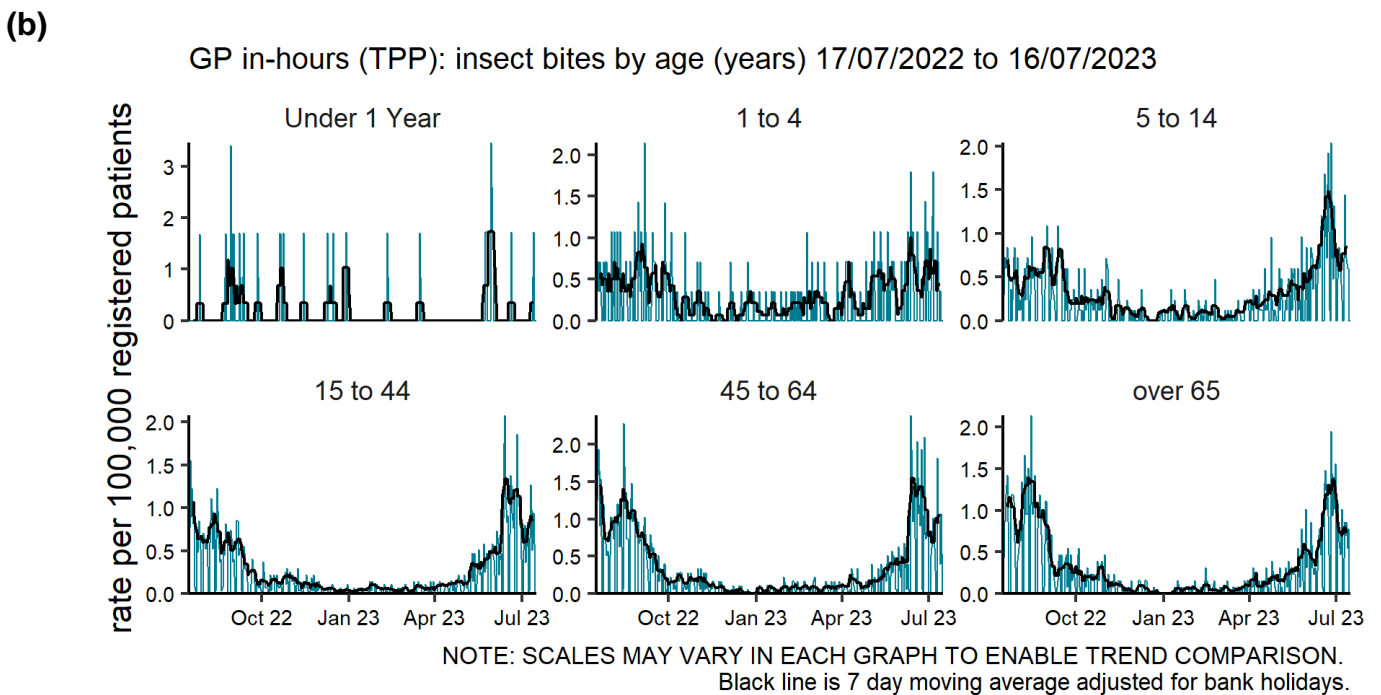 (b)
GP in-hours (TPP): insect bites by age (years) 17/07/2022 to 16/07/2023
rate per 100,000 registered patients
Under 1 Year
3
2
1
0
1 to 4
2.0
1.5
1.0
0.5
0.0
5 to 14
2.0
1.5
1.0
0.5
0.0
15 to 44
2.0
1.5
1.0
0.5
0.0
Oct 22 Jan 23 Apr 23 Jul 23
45 to 64
2.0
1.5
1.0
0.5
0.0
Oct 22 Jan 23 Apr 23 Jul 23
over 65
2.0
1.5
1.0
0.5
0.0
Oct 22 Jan 23 Apr 23 Jul 23
NOTE: SCALES MAY VARY IN EACH GRAPH TO ENABLE TREND COMPARISON.
Black line is 7 day moving average adjusted for bank holidays.